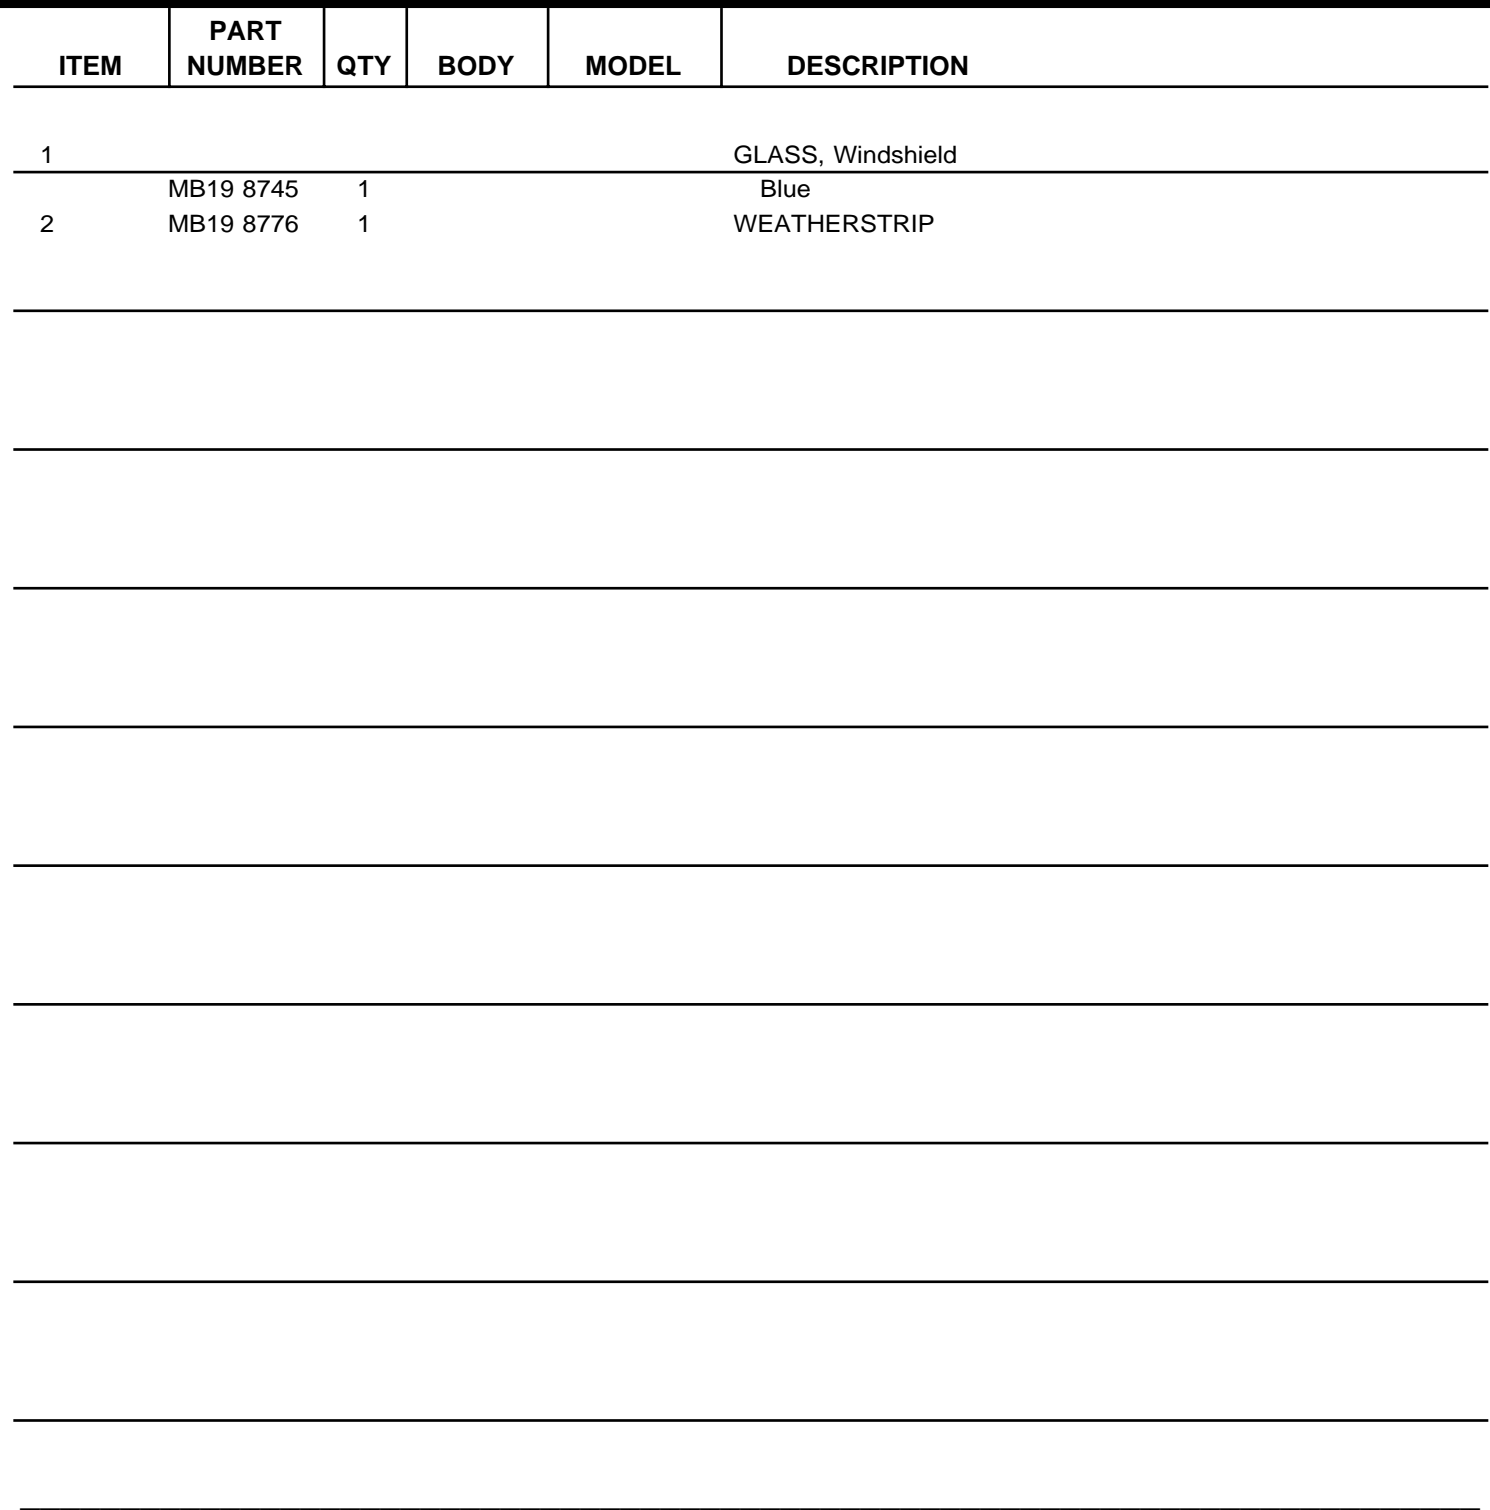 PART
ITEM NUMBER QTY BODY MODEL DESCRIPTION
1 GLASS, Windshield
MB19 8745 1 Blue
2 MB19 8776 1 WEATHERSTRIP